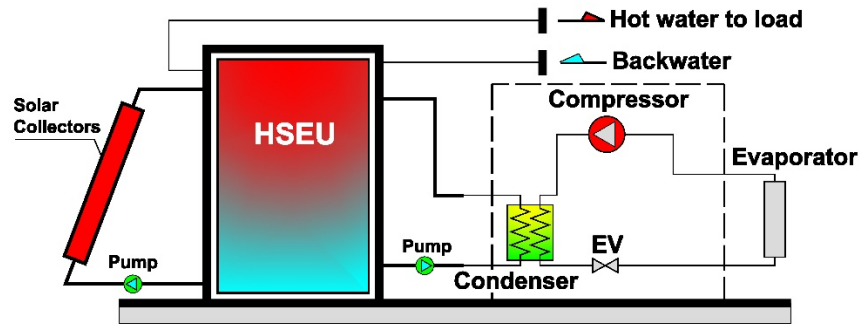 Hot water to load
Backwater
Compressor
Solar
Collectors
HSEU
Evaporator
Pump
Pump
EV
Condenser